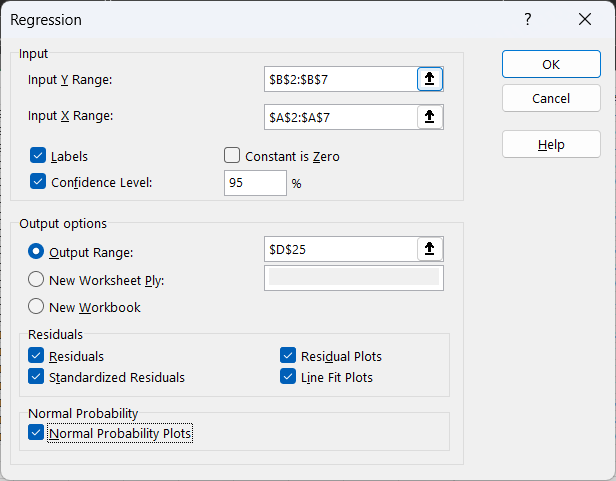 Regression ?
Input
Input Y Range: $B$2:$B$7
Input X Range: $A$2:$A$7
Labels Constant is Zero
Confidence Level: 95 %
OK
Cancel
Help
Output options
Output Range: $D$25
New Worksheet Ply:
New Workbook
Residuals
Residuals Residual Plots
Standardized Residuals Line Fit Plots
Normal Probability
Normal Probability Plots